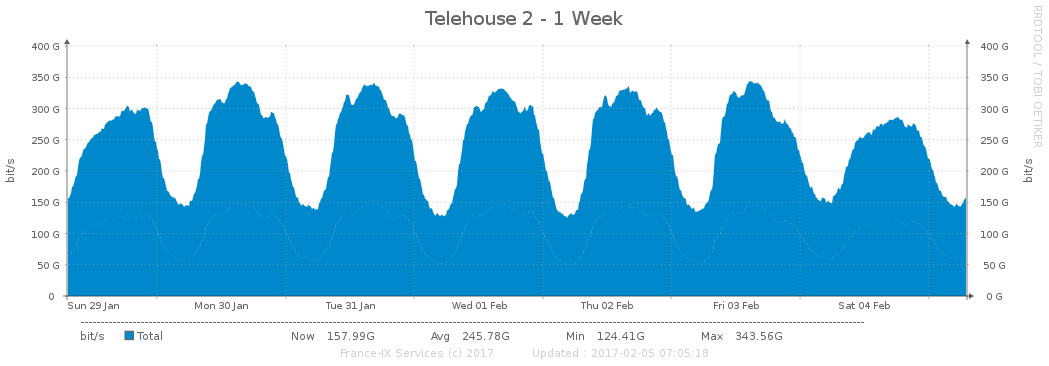 Telehouse 2 - 1 Week
RRDTOOL / TOBI OETIKER
400 G 400 G
350 G 350 G
300 G 300 G
250 G 250 G
200 G 200 G
150 G 150 G
100 G 100 G
50 G 50 G
0 0 G
bit/s bit/s
Sun 29 Jan Mon 30 Jan Tue 31 Jan Wed 01 Feb Thu 02 Feb Fri 03 Feb Sat 04 Feb
bit/s Total Now 157.99G Avg 245.78G Min 124.41G Max 343.56G
France-IX Services (c) 2017 Updated : 2017-02-05 07:05:18